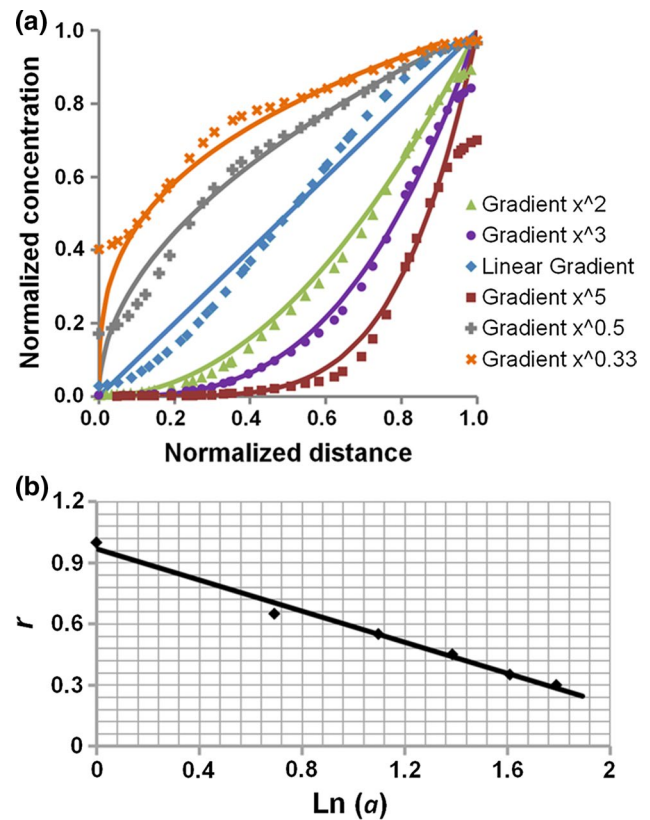 (a)
Normalized concentration
1.0
0.8
0.6
0.4
0.2
0.0
0.0 0.2 0.4 0.6 0.8 1.0
Normalized distance
Gradient x^2
Gradient x^3
Linear Gradient
Gradient x^5
Gradient x^0.5
Gradient x^0.33
(b)
r
1.2
0.9
0.6
0.3
0
0 0.4 0.8 1.2 1.6 2
Ln (a)